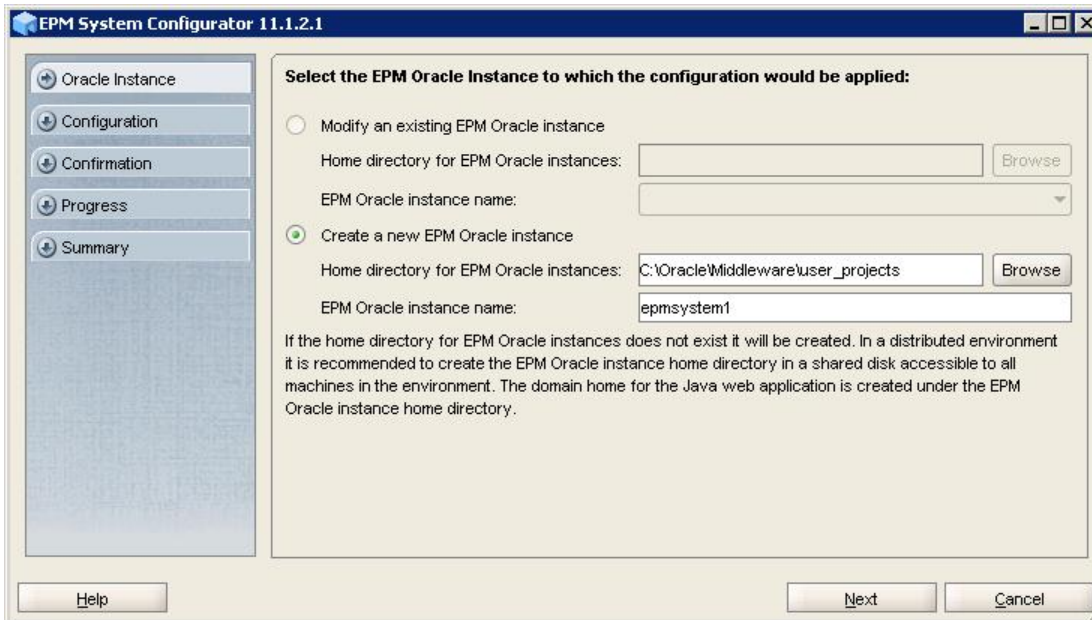 EPM System Configurator 11.1.2.1
Oracle Instance
Configuration
Confirmation
Progress
Summary
Select the EPM Oracle Instance to which the configuration would be applied:
Modify an existing EPM Oracle instance
Home directory for EPM Oracle instances:
Browse
EPM Oracle instance name:
Create a new EPM Oracle instance
Home directory for EPM Oracle instances:
C:\Oracle\Middleware\user_projects
Browse
EPM Oracle instance name:
epmsystem1
If the home directory for EPM Oracle instances does not exist it will be created. In a distributed environment
it is recommended to create the EPM Oracle instance home directory in a shared disk accessible to all
machines in the environment. The domain home for the Java web application is created under the EPM
Oracle instance home directory.
Help
Next
Cancel